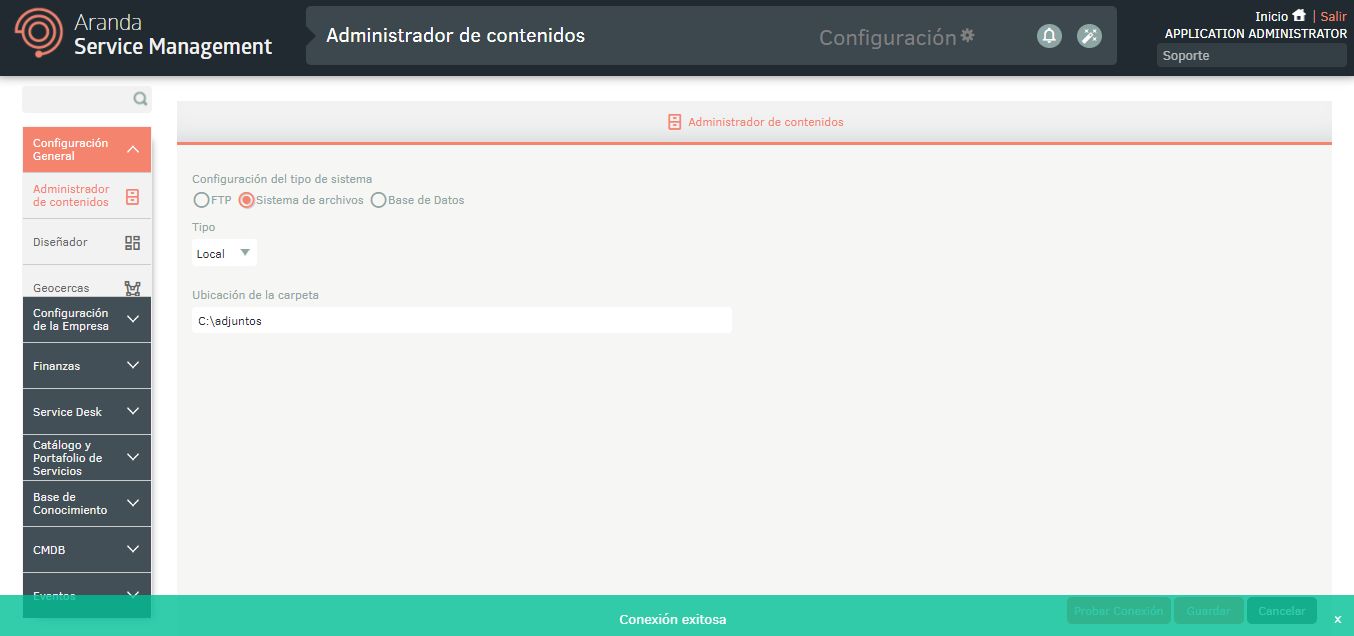 Aranda
Service Management
Administrador de contenidos
Configuración
Inicio | Salir
APPLICATION ADMINISTRATOR
Soporte
Configuración
General
Administrador
de contenidos
Diseñador
Geocercas
Configuración
de la Empresa
Finanzas
Service Desk
Catálogo y
Portafolio de
Servicios
Base de
Conocimiento
CMDB
Eventos
Administrador de contenidos
Configuración del tipo de sistema
FTP Sistema de archivos Base de Datos
Tipo
Local
Ubicación de la carpeta
C:\adjuntos
Probar Conexión Guardar Cancelar
Conexión exitosa x